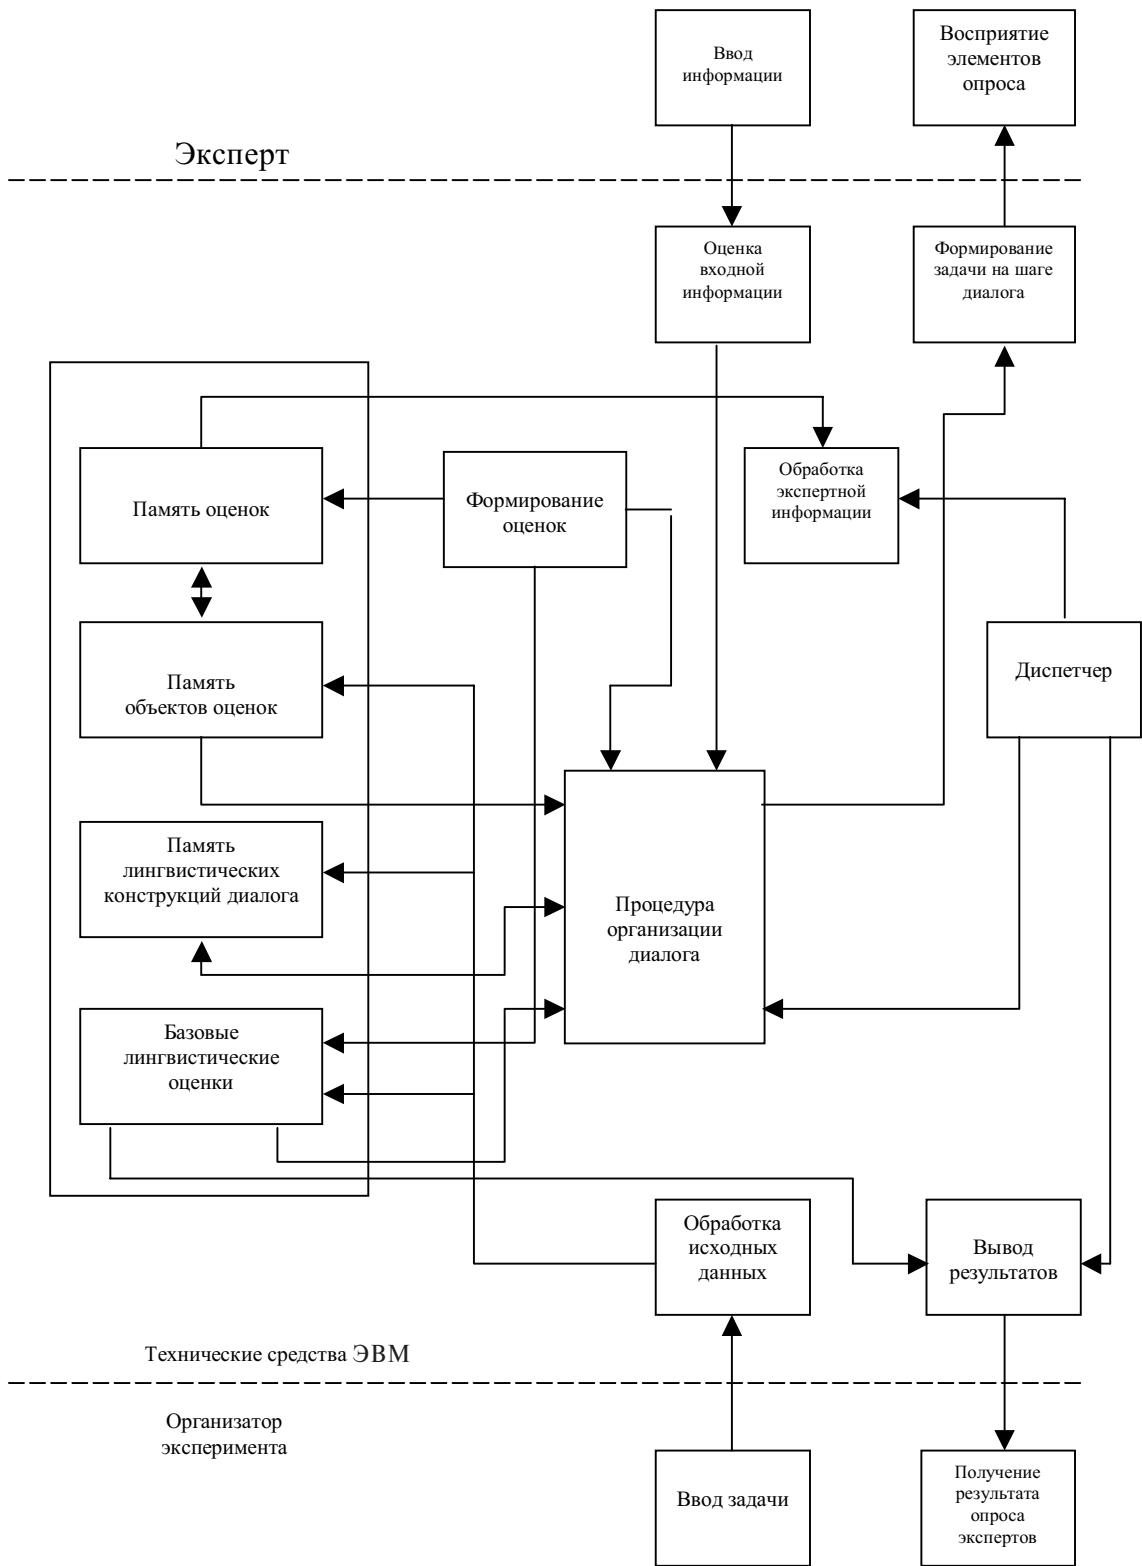 Ввод
информации
Восприятие
элементов
опроса
Эксперт
Оценка
входной
информации
Формирование
задачи на шаге
диалога
Память оценок
Формирование
оценок
Обработка
экспертной
информации
Память
объектов оценок
Диспетчер
Память
лингвистических
конструкций диалога
Процедура
организации
диалога
Базовые
лингвистические
оценки
Обработка
исходных
данных
Вывод
результатов
Технические средства ЭВМ
Организатор
эксперимента
Ввод задачи
Получение
результата
опроса
экспертов